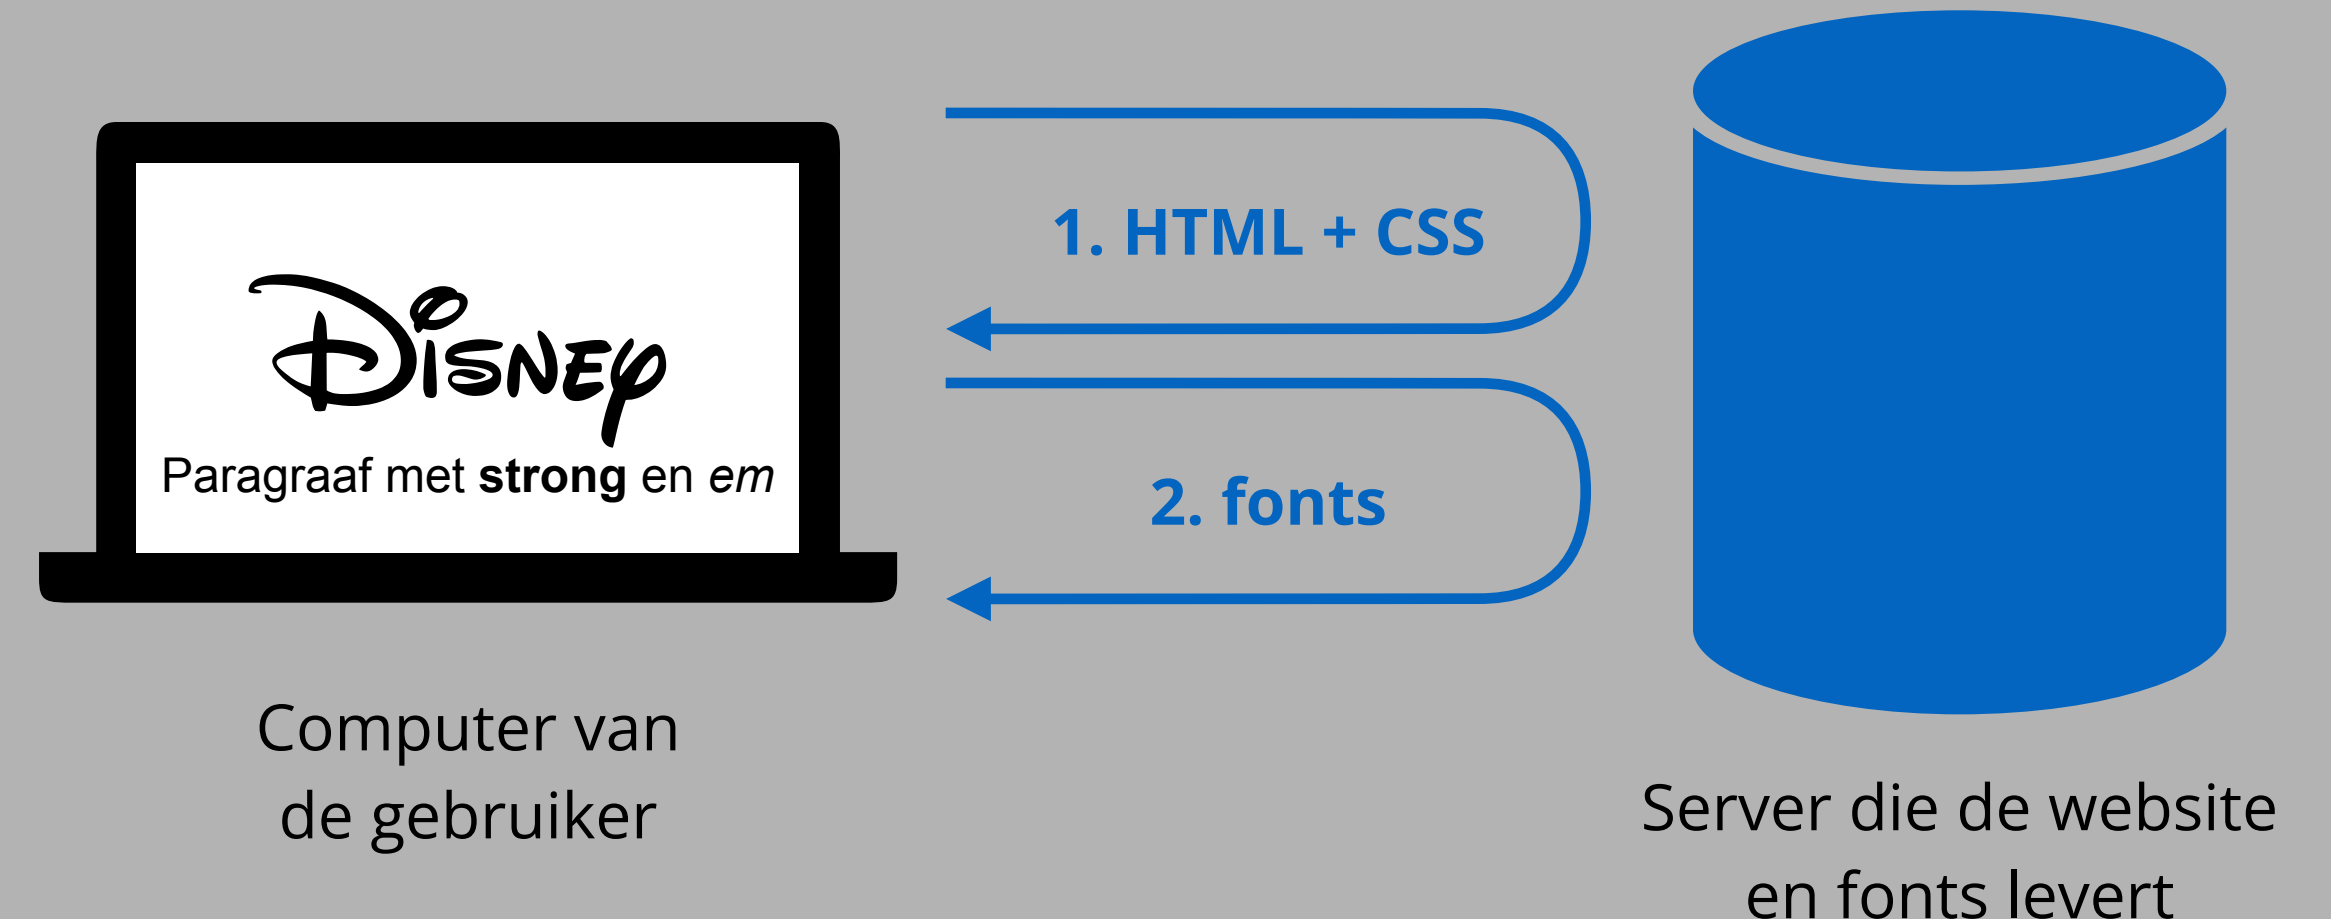 Disney
Paragraaf met strong en em
1. HTML + CSS
2. fonts
Computer van
de gebruiker
Server die de website
en fonts levert